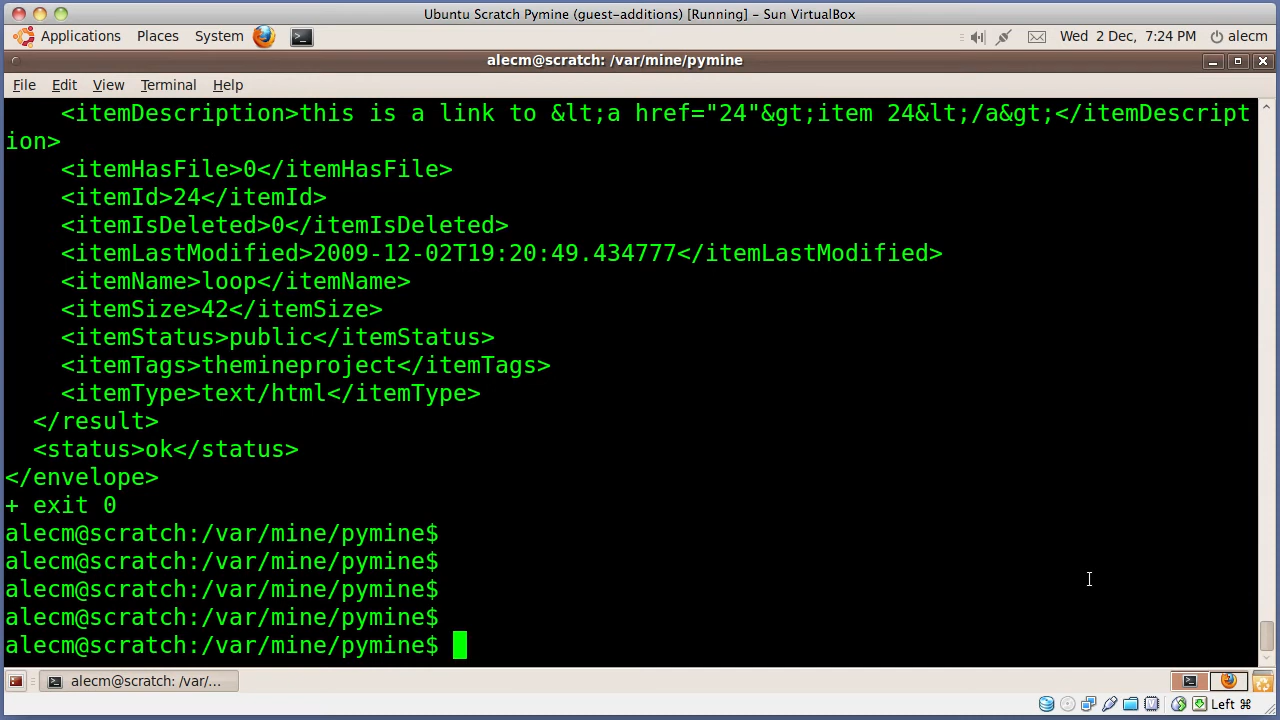 Ubuntu Scratch Pymine (guest-additions) [Running] – Sun VirtualBox
Applications Places System Wed 2 Dec, 7:24 PM alecm
alecm@scratch: /var/mine/pymine
File Edit View Terminal Help
<itemDescription>this is a link to &lt;a href="24"&gt;item 24&lt;/a&gt;</itemDescript
ion>
<itemHasFile>0</itemHasFile>
<itemId>24</itemId>
<itemIsDeleted>0</itemIsDeleted>
<itemLastModified>2009-12-02T19:20:49.434777</itemLastModified>
<itemName>loop</itemName>
<itemSize>42</itemSize>
<itemStatus>public</itemStatus>
<itemTags>themineproject</itemTags>
<itemType>text/html</itemType>
</result>
<status>ok</status>
</envelope>
+ exit 0
alecm@scratch:/var/mine/pymine$
alecm@scratch:/var/mine/pymine$
alecm@scratch:/var/mine/pymine$
alecm@scratch:/var/mine/pymine$
alecm@scratch:/var/mine/pymine$
alecm@scratch: /var/...
Left ⌘